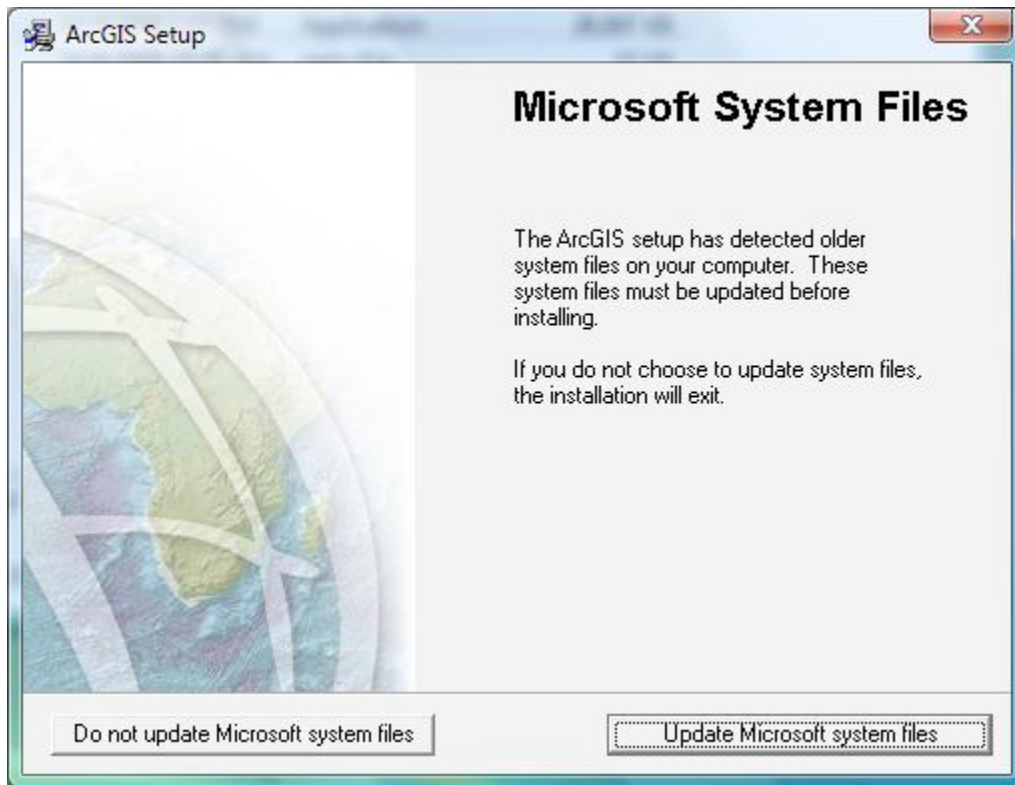 ArcGIS Setup
Microsoft System Files
The ArcGIS setup has detected older
system files on your computer.  These
system files must be updated before
installing.
If you do not choose to update system files,
the installation will exit.
Do not update Microsoft system files
Update Microsoft system files